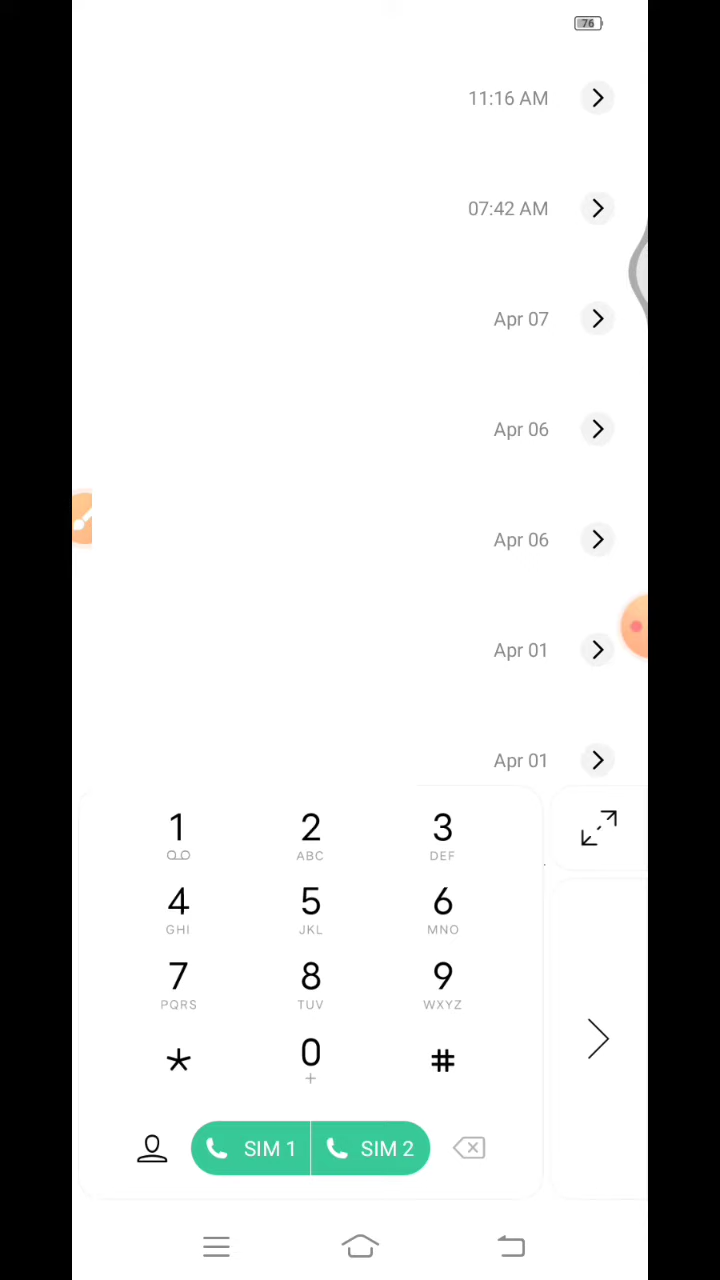 76
11:16 AM
07:42 AM
Apr 07
Apr 06
Apr 06
Apr 01
Apr 01
1 2 3
ABC DEF
4 5 6
GHI JKL MNO
7 8 9
PQRS TUV WXYZ
* 0 #
+
SIM 1 SIM 2